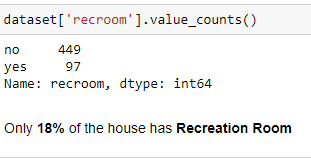 dataset['recroom'].value_counts()
no     449
yes     97
Name: recroom, dtype: int64
Only 18% of the house has Recreation Room